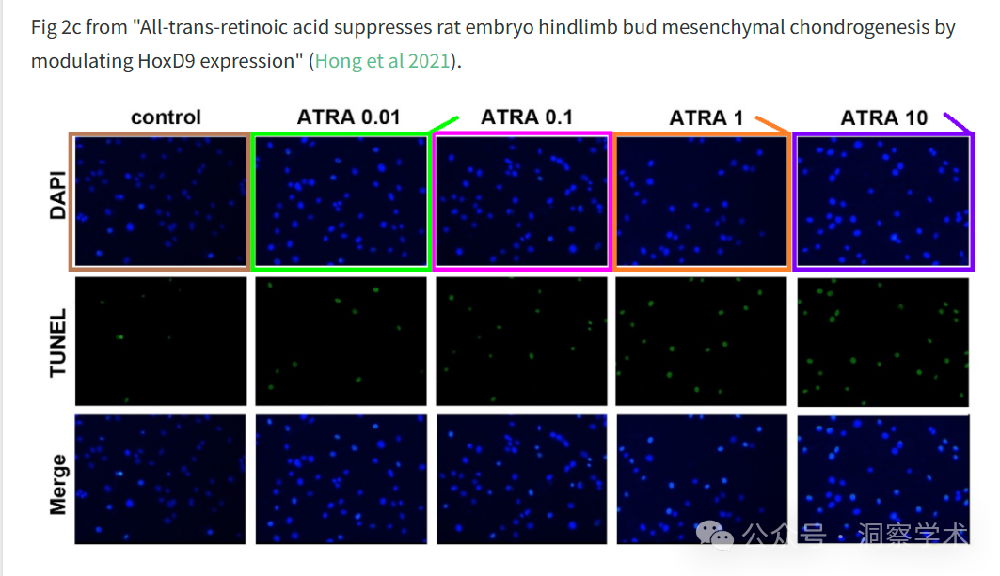 Fig 2c from "All-trans-retinoic acid suppresses rat embryo hindlimb bud mesenchymal chondrogenesis by
modulating HoxD9 expression" (Hong et al 2021).
control ATRA 0.01 ATRA 0.1 ATRA 1 ATRA 10
DAPI
TUNEL
Merge
公众号 · 洞察学术